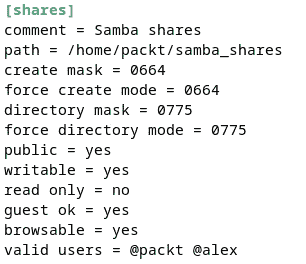 [shares]
comment = Samba shares
path = /home/packt/samba_shares
create mask = 0664
force create mode = 0664
directory mask = 0775
force directory mode = 0775
public = yes
writable = yes
read only = no
guest ok = yes
browsable = yes
valid users = @packt @alex